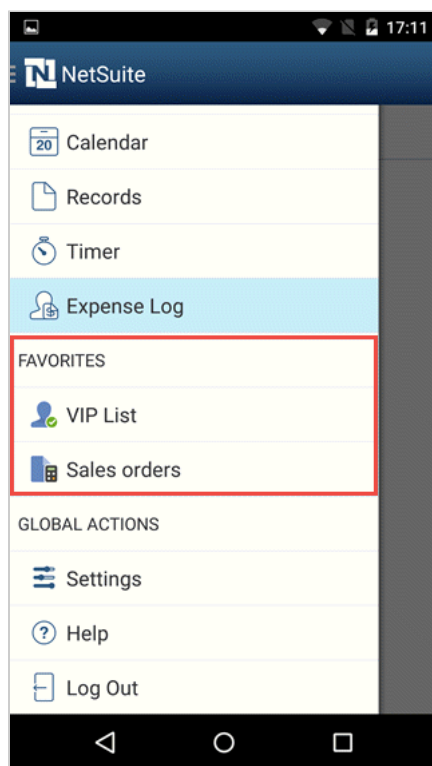 17:11
N NetSuite
20 Calendar
Records
Timer
Expense Log
FAVORITES
VIP List
Sales orders
GLOBAL ACTIONS
Settings
? Help
Log Out